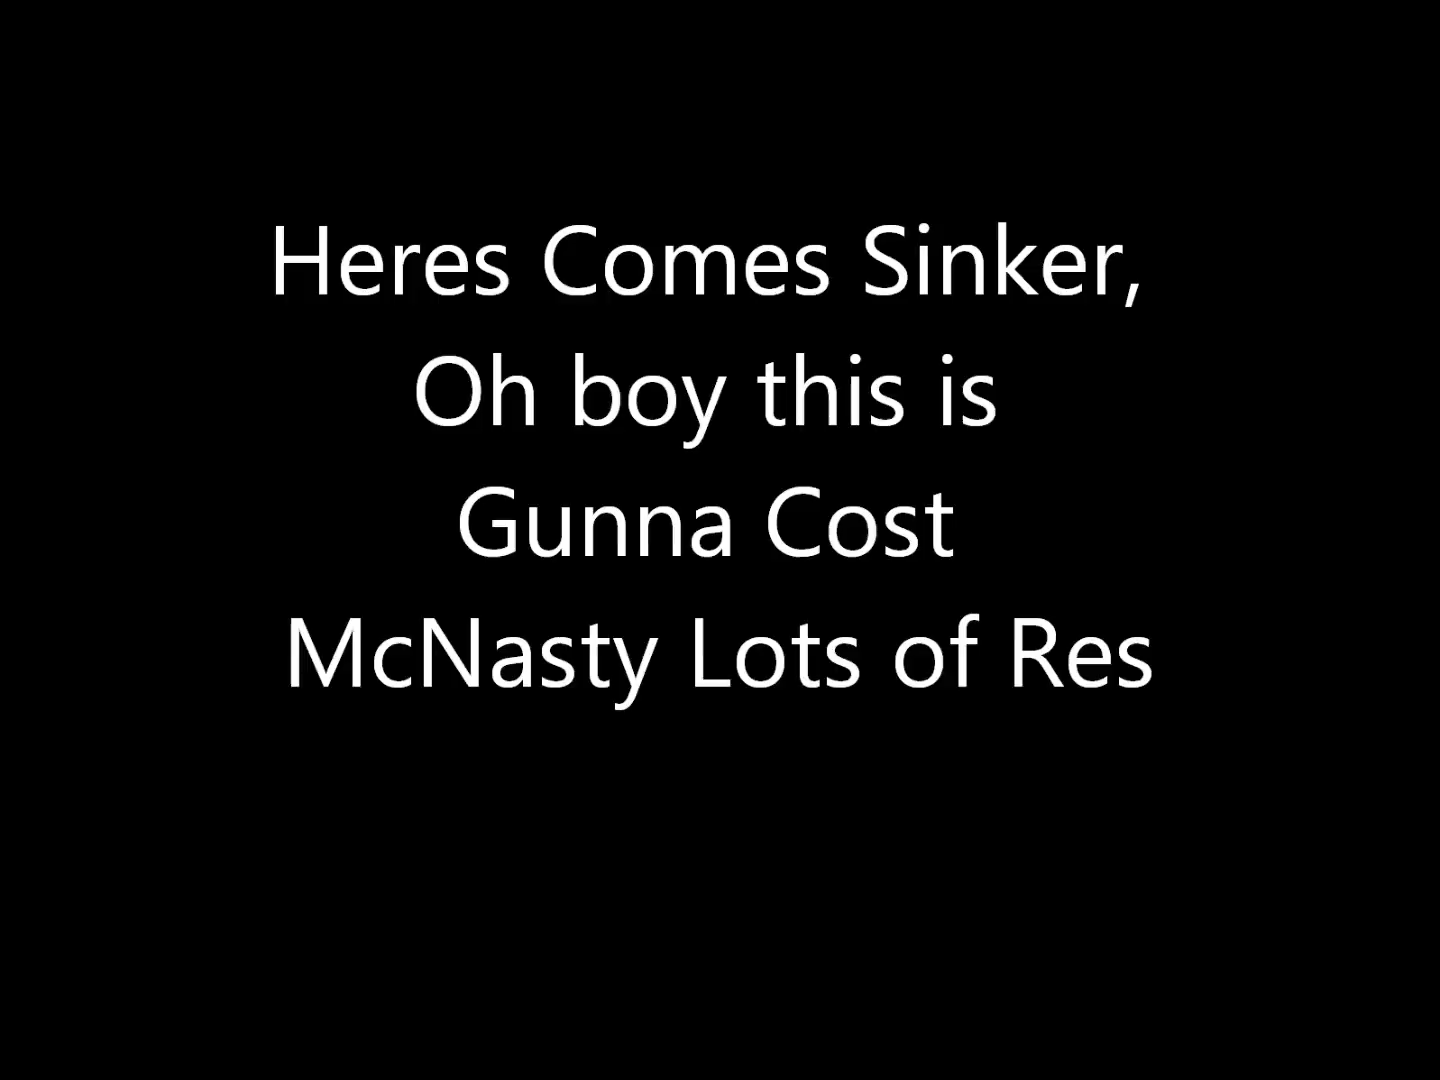 Heres Comes Sinker,
Oh boy this is
Gunna Cost
McNasty Lots of Res